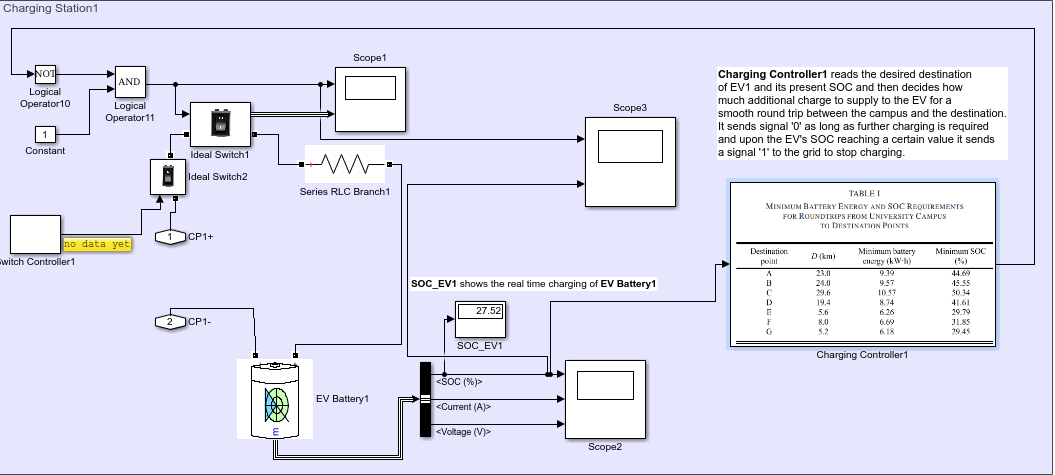 Charging Station1
NOT
Logical
Operator10
AND
Logical
Operator11
1
Constant
Scope1
Ideal Switch1
Ideal Switch2
Series RLC Branch1
Scope3
Charging Controller1 reads the desired destination
of EV1 and its present SOC and then decides how
much additional charge to supply to the EV for a
smooth round trip between the campus and the destination.
It sends signal '0' as long as further charging is required
and upon the EV's SOC reaching a certain value it sends
a signal '1' to the grid to stop charging.
TABLE I
MINIMUM BATTERY ENERGY AND SOC REQUIREMENTS
FOR ROUNDTRIPS FROM UNIVERSITY CAMPUS
TO DESTINATION POINTS
Destination point D (km) Minimum battery energy (kW·h) Minimum SOC (%)
A 23.0 9.39 44.69
B 24.0 9.57 45.55
C 29.6 10.57 50.34
D 19.4 8.74 41.61
E 5.6 6.26 29.79
F 8.0 6.69 31.85
G 5.2 6.18 29.45
Charging Controller1
no data yet
witch Controller1
1
CP1+
2
CP1-
SOC_EV1 shows the real time charging of EV Battery1
27.52
SOC_EV1
m
EV Battery1
<SOC (%)>
<Current (A)>
<Voltage (V)>
Scope2